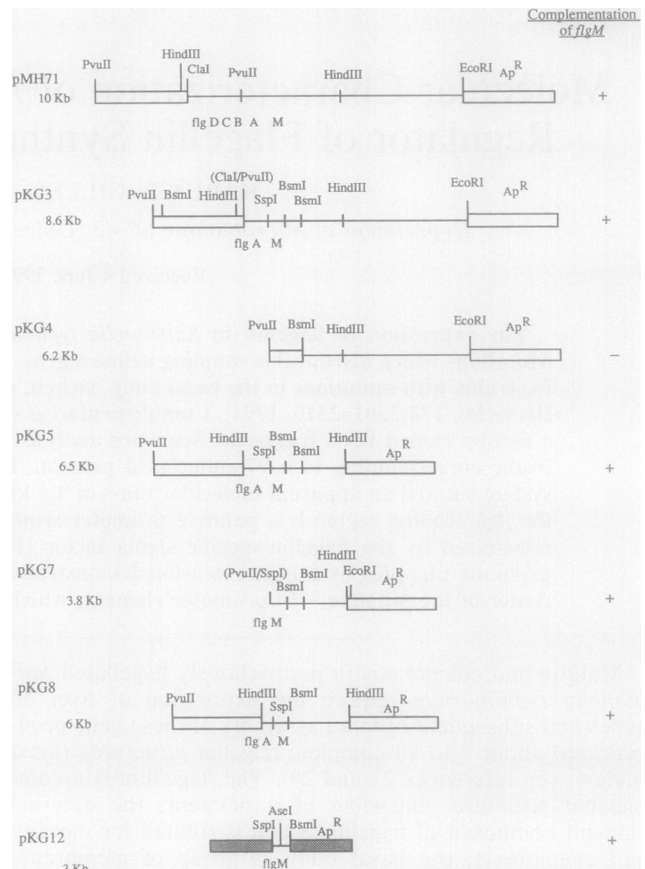 Complementation
of flgM
pMH71
10 Kb
PvuII
HindIII
ClaI
PvuII
HindIII
EcoRI
Ap R
+
flg D C B A M
pKG3
8.6 Kb
PvuII
BsmI
HindIII
(ClaI/PvuII)
SspI
BsmI
BsmI
HindIII
EcoRI
Ap R
+
flg A M
pKG4
6.2 Kb
PvuII
BsmI
HindIII
EcoRI
Ap R
–
pKG5
6.5 Kb
PvuII
HindIII
SspI
BsmI
BsmI
HindIII
Ap R
+
flg A M
pKG7
3.8 Kb
(PvuII/SspI)
BsmI
BsmI
HindIII
EcoRI
Ap R
+
flg M
pKG8
6 Kb
PvuII
HindIII
SspI
BsmI
HindIII
Ap R
+
flg A M
pKG12
3 Kb
SspI
AseI
BsmI
Ap R
+
flgM